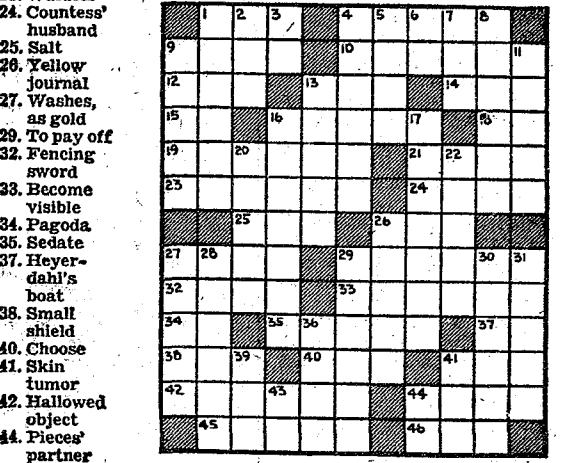 24. Countess'
husband
25. Salt
26. Yellow
journal
27. Washes,
as gold
29. To pay off
32. Fencing
sword
33. Become
visible
34. Pagoda
35. Sedate
37. Heyer-
dahl's
boat
38. Small
shield
40. Choose
41. Skin
tumor
42. Hallowed
object
44. Pieces'
partner
1 2 3 4 5 6 7 8
9 10 11
12 13 14
15 16 17 18
19 20 21 22
23 24
25 26
27 28 29 30 31
32 33
34 35 36 37
38 39 40 41
42 43 44
45 46